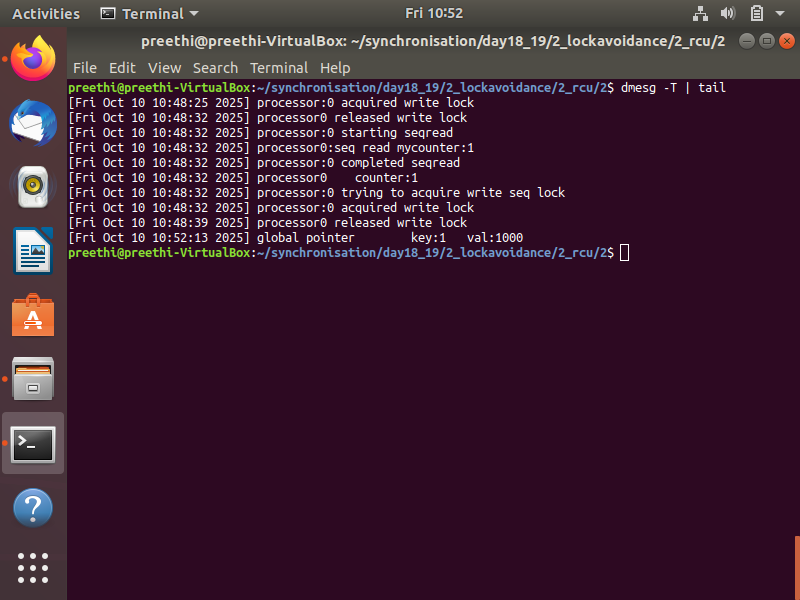 Activities Terminal Fri 10:52
preethi@preethi-VirtualBox: ~/synchronisation/day18_19/2_lockavoidance/2_rcu/2
File Edit View Search Terminal Help
preethi@preethi-VirtualBox:~/synchronisation/day18_19/2_lockavoidance/2_rcu/2$ dmesg -T | tail
[Fri Oct 10 10:48:25 2025] processor:0 acquired write lock
[Fri Oct 10 10:48:32 2025] processor0 released write lock
[Fri Oct 10 10:48:32 2025] processor:0 starting seqread
[Fri Oct 10 10:48:32 2025] processor0:seq read mycounter:1
[Fri Oct 10 10:48:32 2025] processor:0 completed seqread
[Fri Oct 10 10:48:32 2025] processor0    counter:1
[Fri Oct 10 10:48:32 2025] processor:0 trying to acquire write seq lock
[Fri Oct 10 10:48:32 2025] processor:0 acquired write lock
[Fri Oct 10 10:48:39 2025] processor0 released write lock
[Fri Oct 10 10:52:13 2025] global pointer        key:1   val:1000
preethi@preethi-VirtualBox:~/synchronisation/day18_19/2_lockavoidance/2_rcu/2$